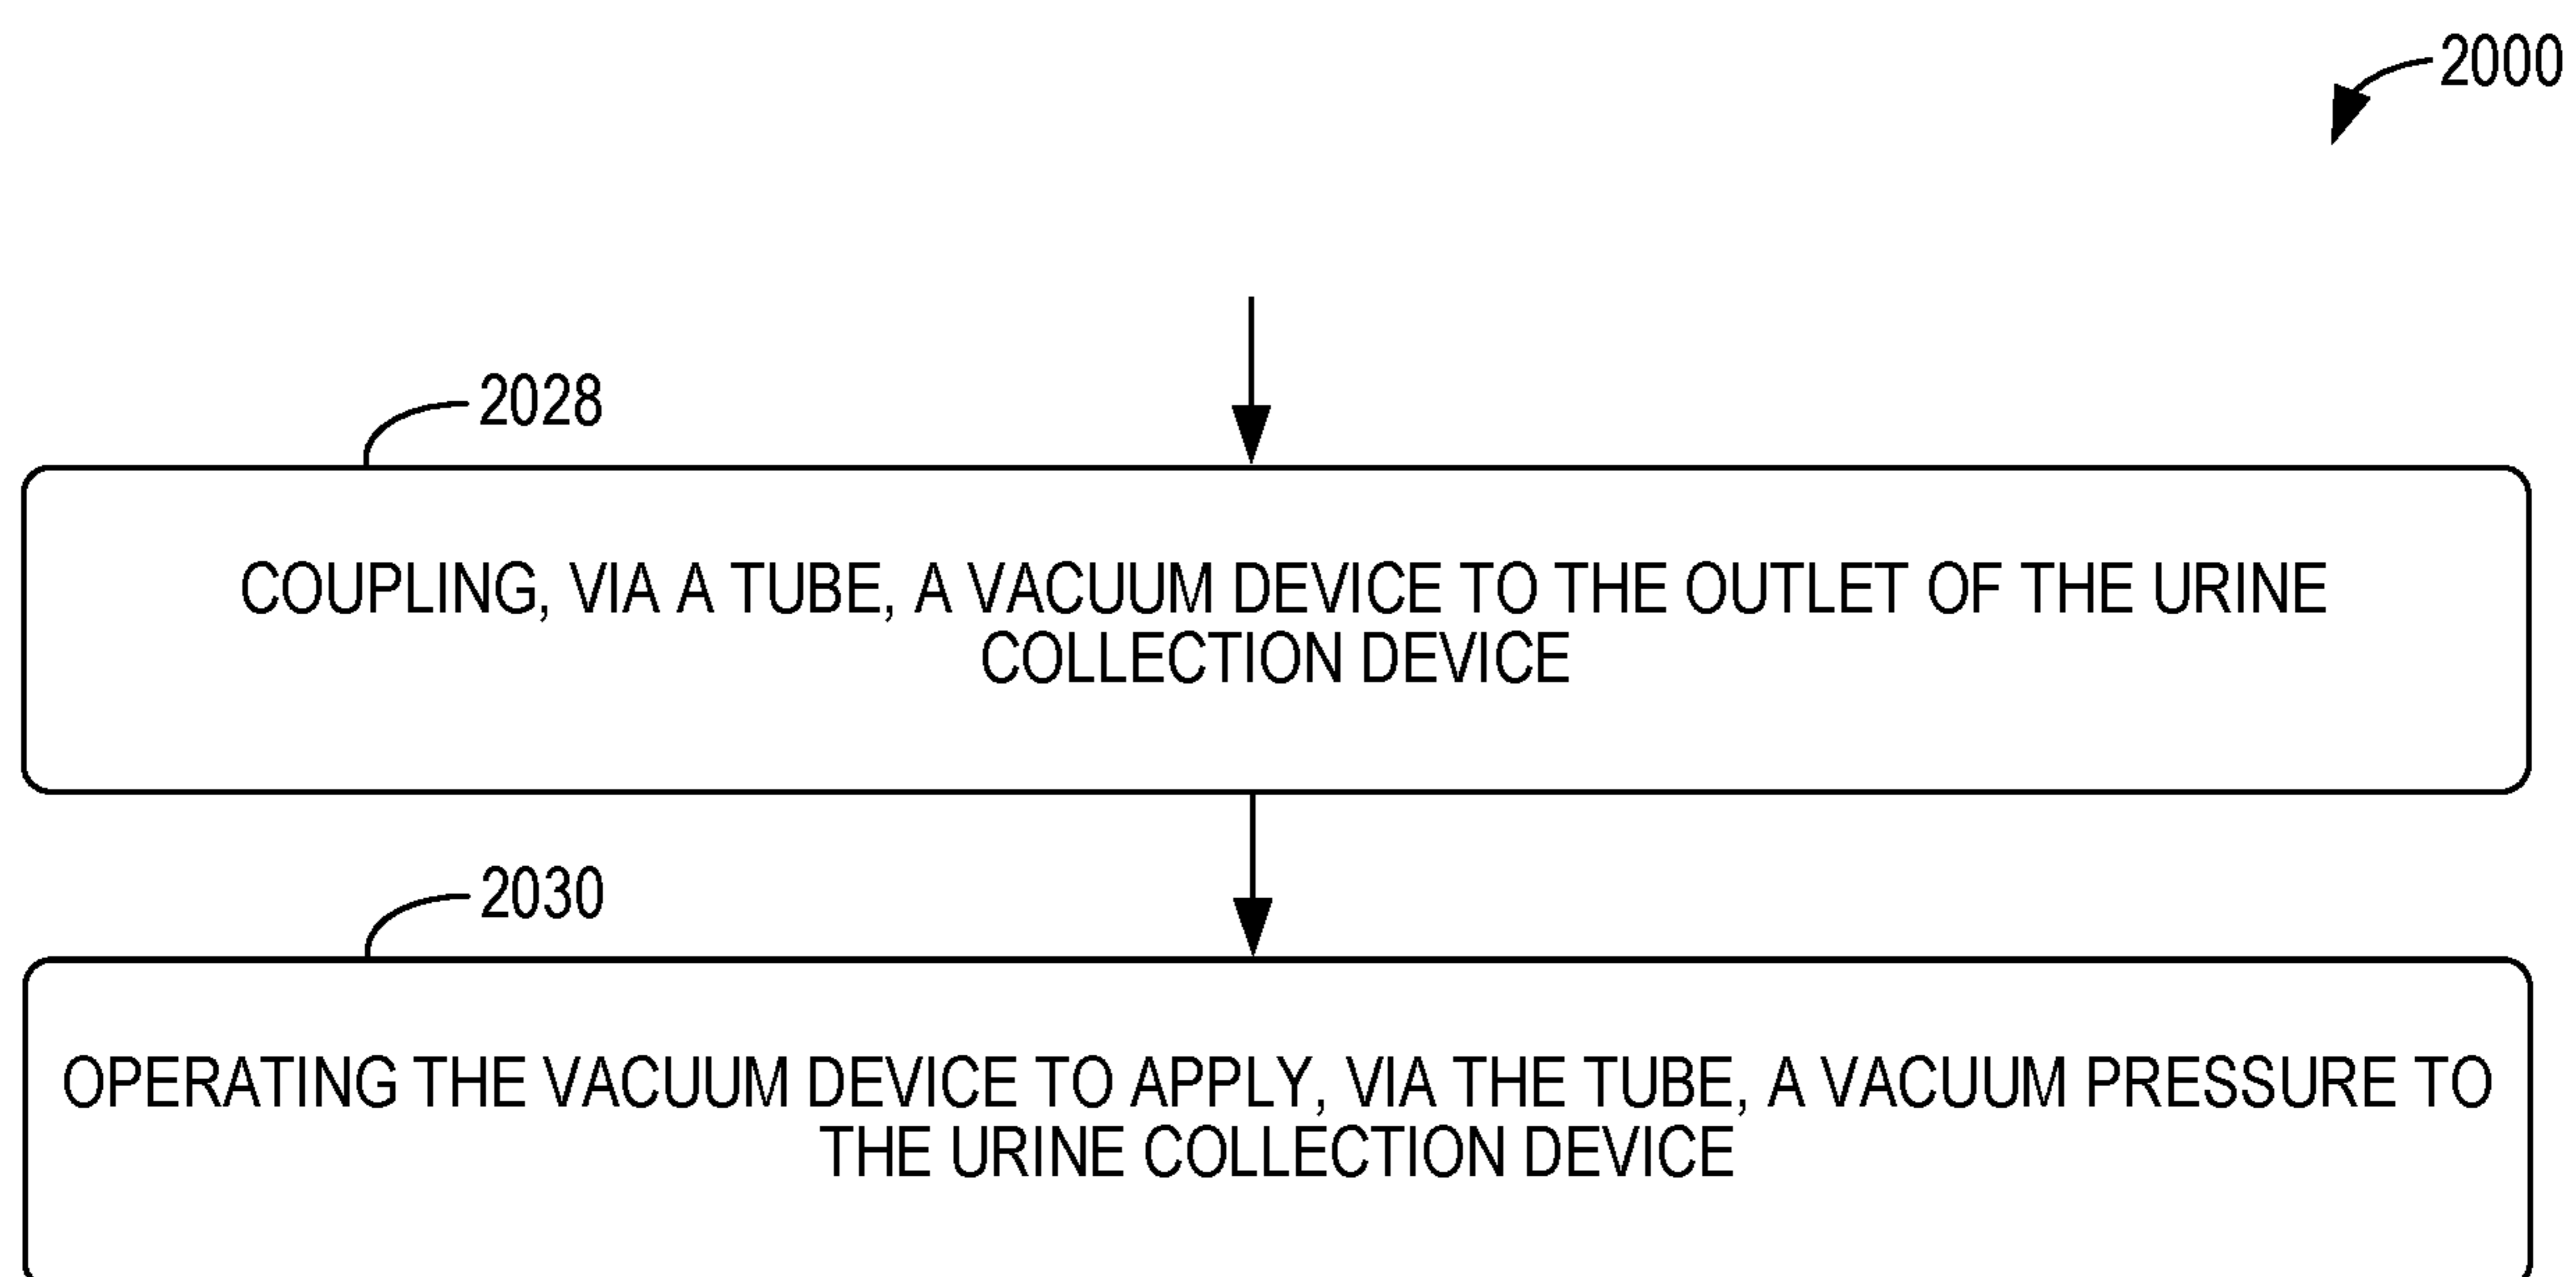 2000
2028
COUPLING, VIA A TUBE, A VACUUM DEVICE TO THE OUTLET OF THE URINE
COLLECTION DEVICE
2030
OPERATING THE VACUUM DEVICE TO APPLY, VIA THE TUBE, A VACUUM PRESSURE TO
THE URINE COLLECTION DEVICE